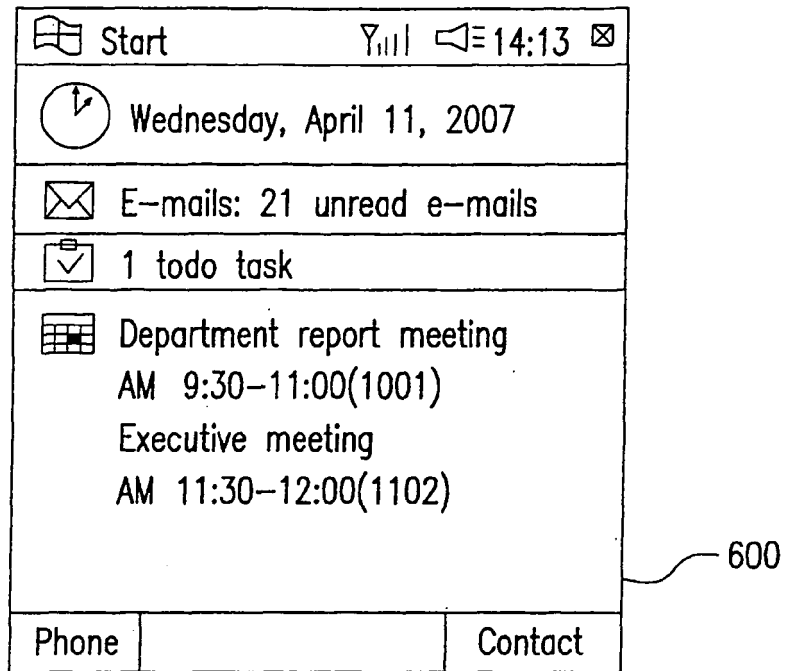 Start 14:13
Wednesday, April 11, 2007
E-mails: 21 unread e-mails
1 todo task
Department report meeting
AM 9:30-11:00(1001)
Executive meeting
AM 11:30-12:00(1102)
600
Phone Contact